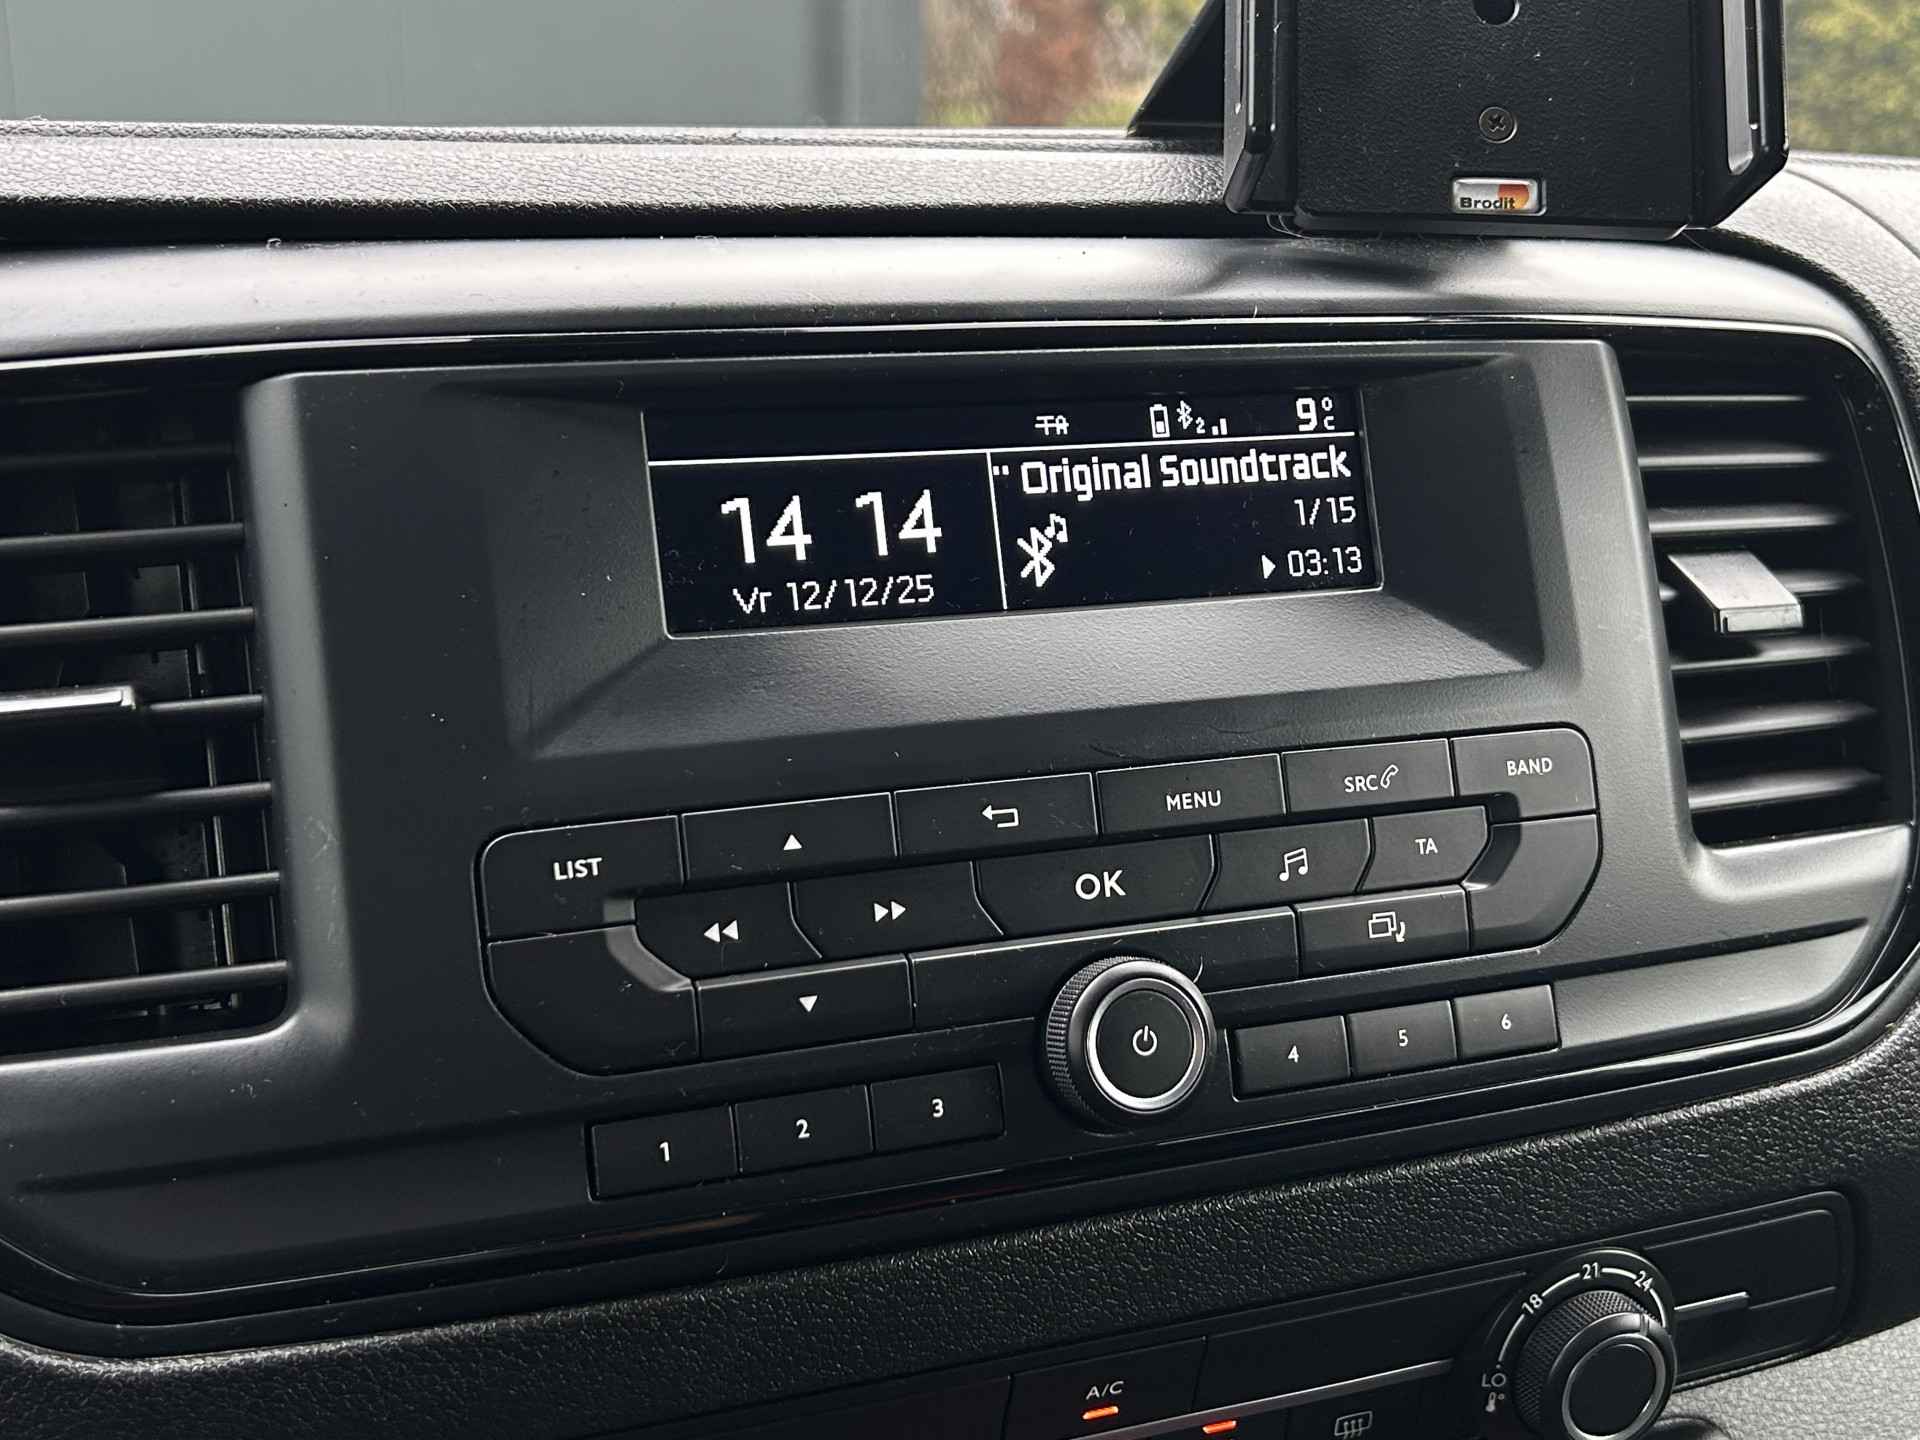 Brodit
TA 2 9°C
14 14
Vr 12/12/25
" Original Soundtrack
1/15
03:13
LIST
MENU
SRC
BAND
OK
TA
1 2 3
4 5 6
LO 18 21 24
A/C